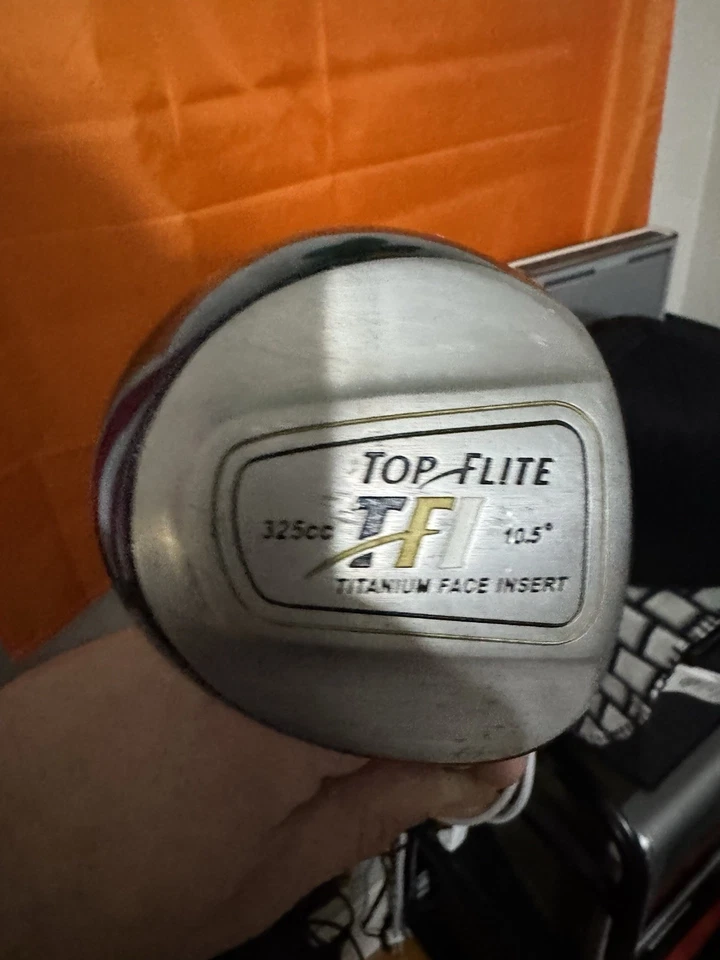 TOP FLITE
325cc TFI 10.5°
TITANIUM FACE INSERT